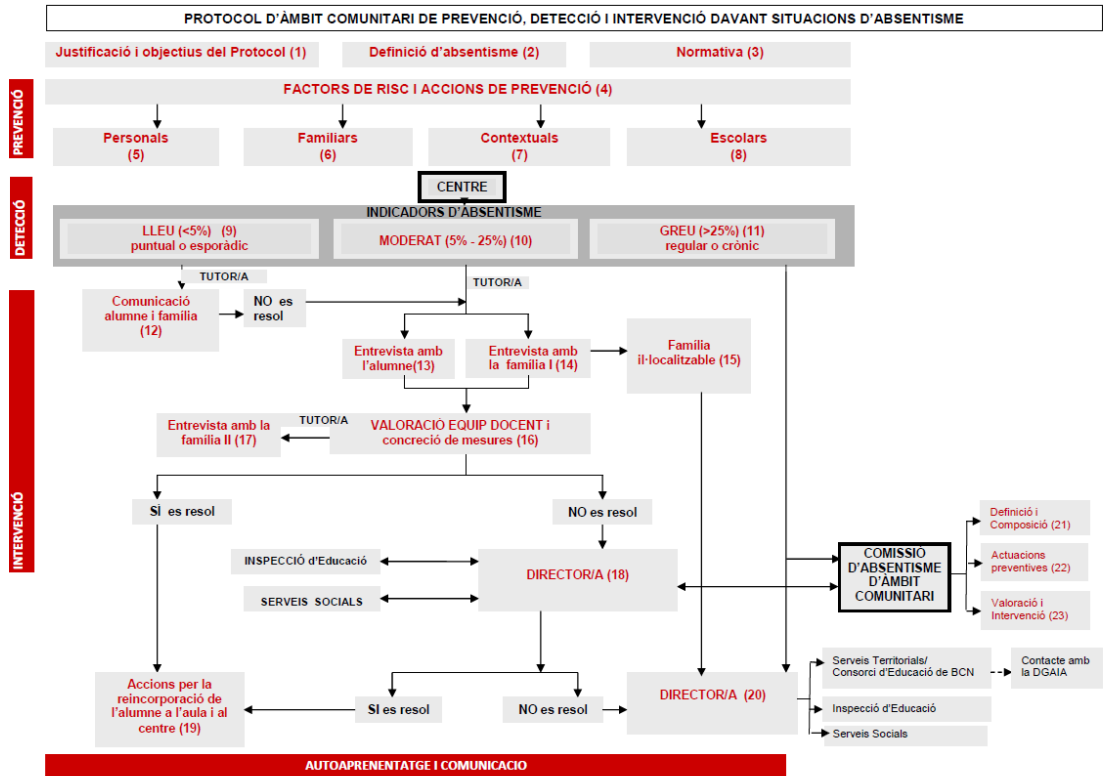 PROTOCOL D'ÀMBIT COMUNITARI DE PREVENCIÓ, DETECCIÓ I INTERVENCIÓ DAVANT SITUACIONS D'ABSENTISME
Justificació i objectius del Protocol (1)
Definició d'absentisme (2)
Normativa (3)
PREVENCIÓ
FACTORS DE RISC I ACCIONS DE PREVENCIÓ (4)
Personals
(5)
Familiars
(6)
Contextuals
(7)
Escolars
(8)
DETECCIÓ
CENTRE
INDICADORS D'ABSENTISME
LLEU (<5%) (9)
puntual o esporàdic
MODERAT (5% - 25%) (10)
GREU (>25%) (11)
regular o crònic
INTERVENCIÓ
TUTOR/A
TUTOR/A
Comunicació
alumne i família
(12)
NO es
resol
Entrevista amb
l'alumne(13)
Entrevista amb
la família I (14)
Família
il·localitzable (15)
Entrevista amb la
família II (17)
TUTOR/A
VALORACIÓ EQUIP DOCENT i
concreció de mesures (16)
SÍ es resol
NO es resol
INSPECCIÓ d'Educació
SERVEIS SOCIALS
DIRECTOR/A (18)
COMISSIÓ
D'ABSENTISME
D'ÀMBIT
COMUNITARI
Definició i
Composició (21)
Actuacions
preventives (22)
Valoració i
Intervenció (23)
Accions per la
reincorporació de
l'alumne a l'aula i al
centre (19)
SI es resol
NO es resol
DIRECTOR/A (20)
Serveis Territorials/
Consorci d'Educació de BCN
Contacte amb
la DGAIA
Inspecció d'Educació
Serveis Socials
AUTOAPRENENTATGE I COMUNICACIO